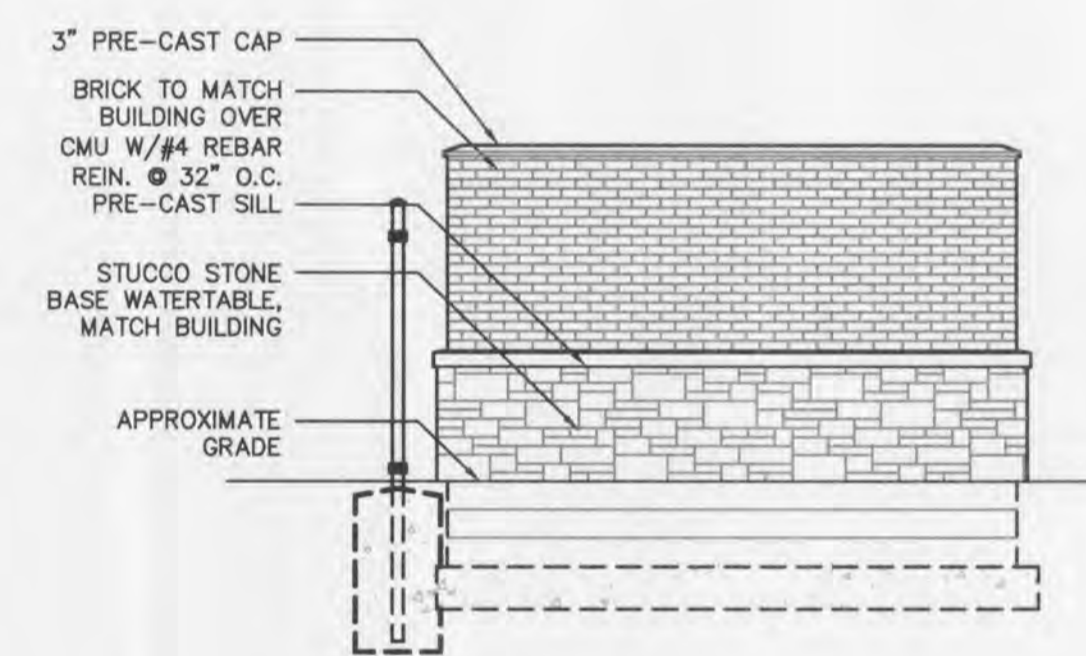 3" PRE-CAST CAP
BRICK TO MATCH
BUILDING OVER
CMU W/#4 REBAR
REIN. @ 32" O.C.
PRE-CAST SILL
STUCCO STONE
BASE WATERTABLE,
MATCH BUILDING
APPROXIMATE
GRADE